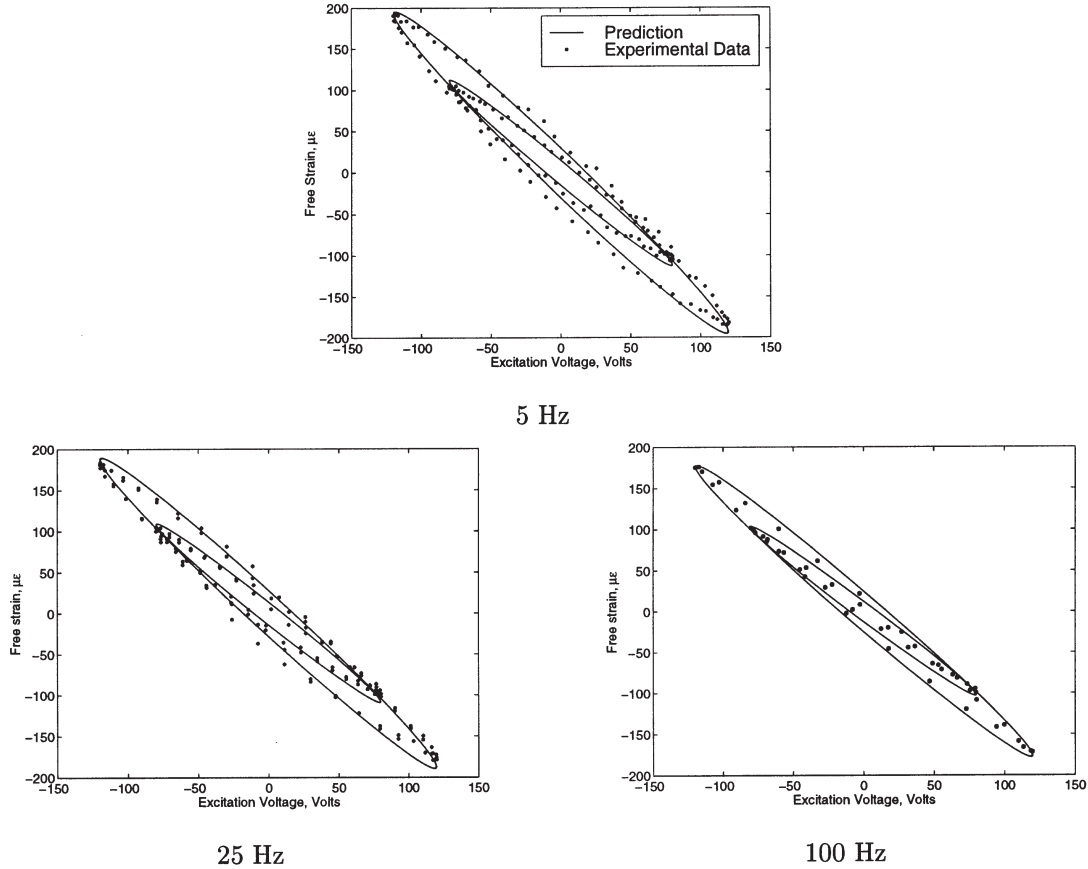 200
150
100
50
0
−50
−100
−150
−200
Free Strain, µε
Prediction
Experimental Data
−150 −100 −50 0 50 100 150
Excitation Voltage, Volts
5 Hz
200
150
100
50
0
−50
−100
−150
−200
Free strain, µε
−150 −100 −50 0 50 100 150
Excitation Voltage, Volts
25 Hz
200
150
100
50
0
−50
−100
−150
−200
Free strain, µε
−150 −100 −50 0 50 100 150
Excitation Voltage, Volts
100 Hz